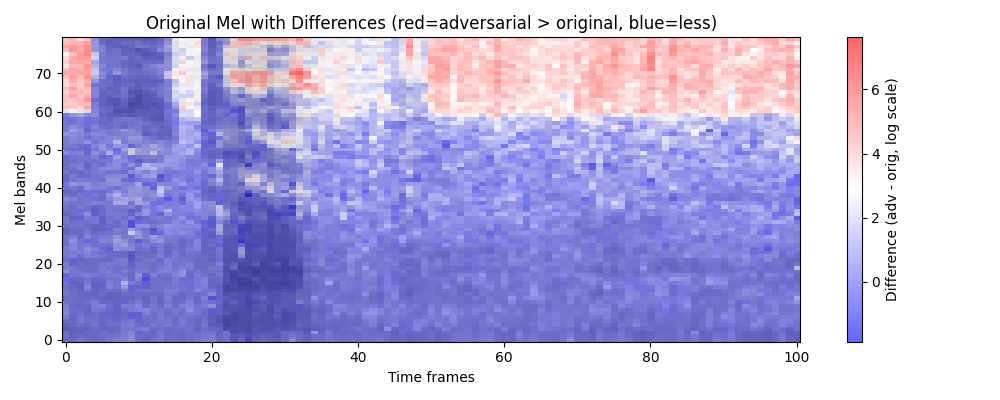 Original Mel with Differences (red=adversarial > original, blue=less)
Mel bands
70
60
50
40
30
20
10
0
0 20 40 60 80 100
Time frames
6
4
2
0
Difference (adv - orig, log scale)